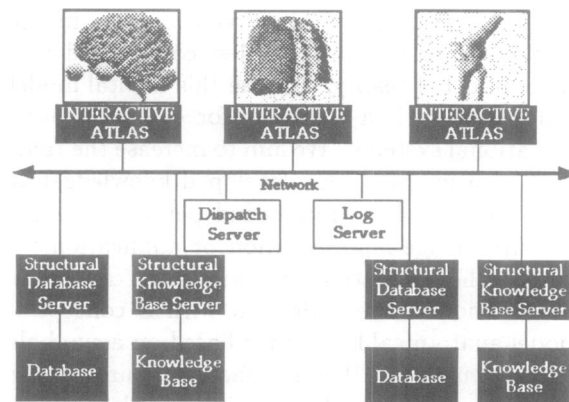 INTERACTIVE
ATLAS
INTERACTIVE
ATLAS
INTERACTIVE
ATLAS
Network
Dispatch
Server
Log
Server
Structural
Database
Server
Structural
Knowledge
Base Server
Structural
Database
Server
Structural
Knowledge
Base Server
Database
Knowledge
Base
Database
Knowledge
Base